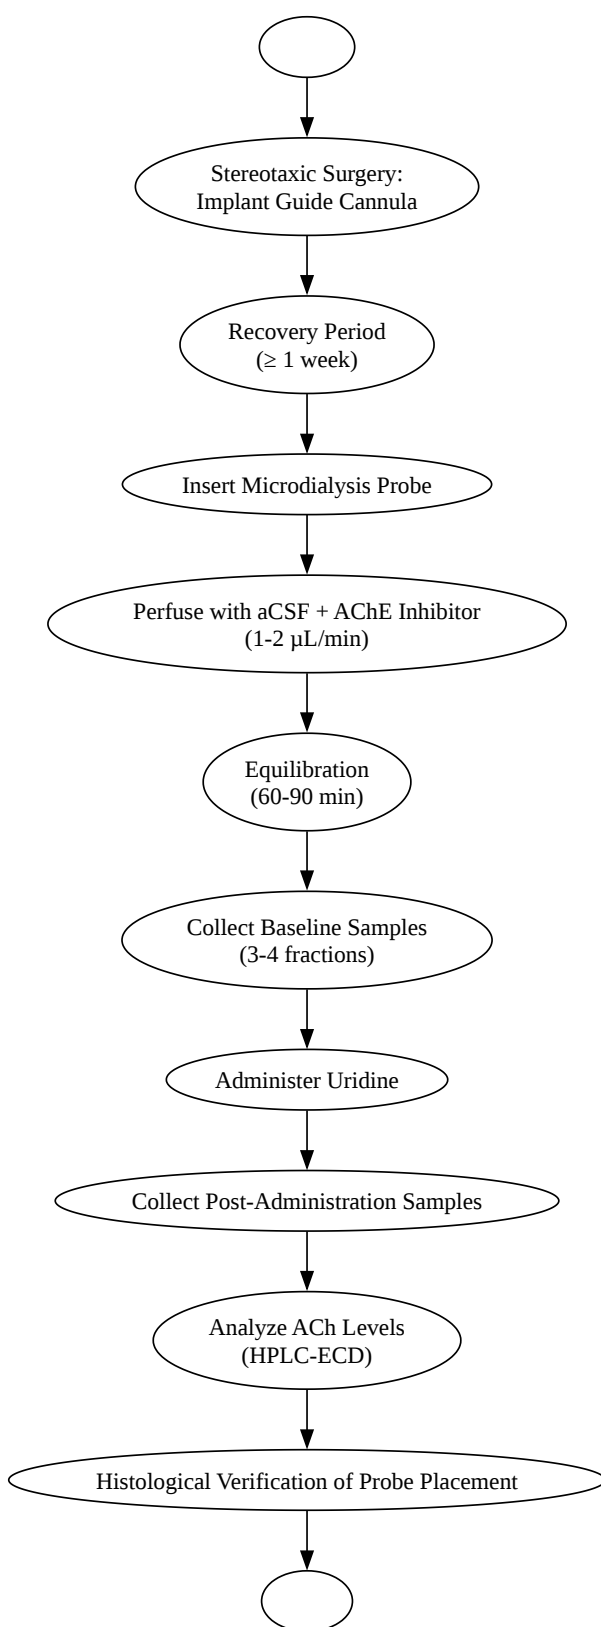 Stereotaxic Surgery:
Implant Guide Cannula
Recovery Period
(≥ 1 week)
Insert Microdialysis Probe
Perfuse with aCSF + AChE Inhibitor
(1-2 µL/min)
Equilibration
(60-90 min)
Collect Baseline Samples
(3-4 fractions)
Administer Uridine
Collect Post-Administration Samples
Analyze ACh Levels
(HPLC-ECD)
Histological Verification of Probe Placement